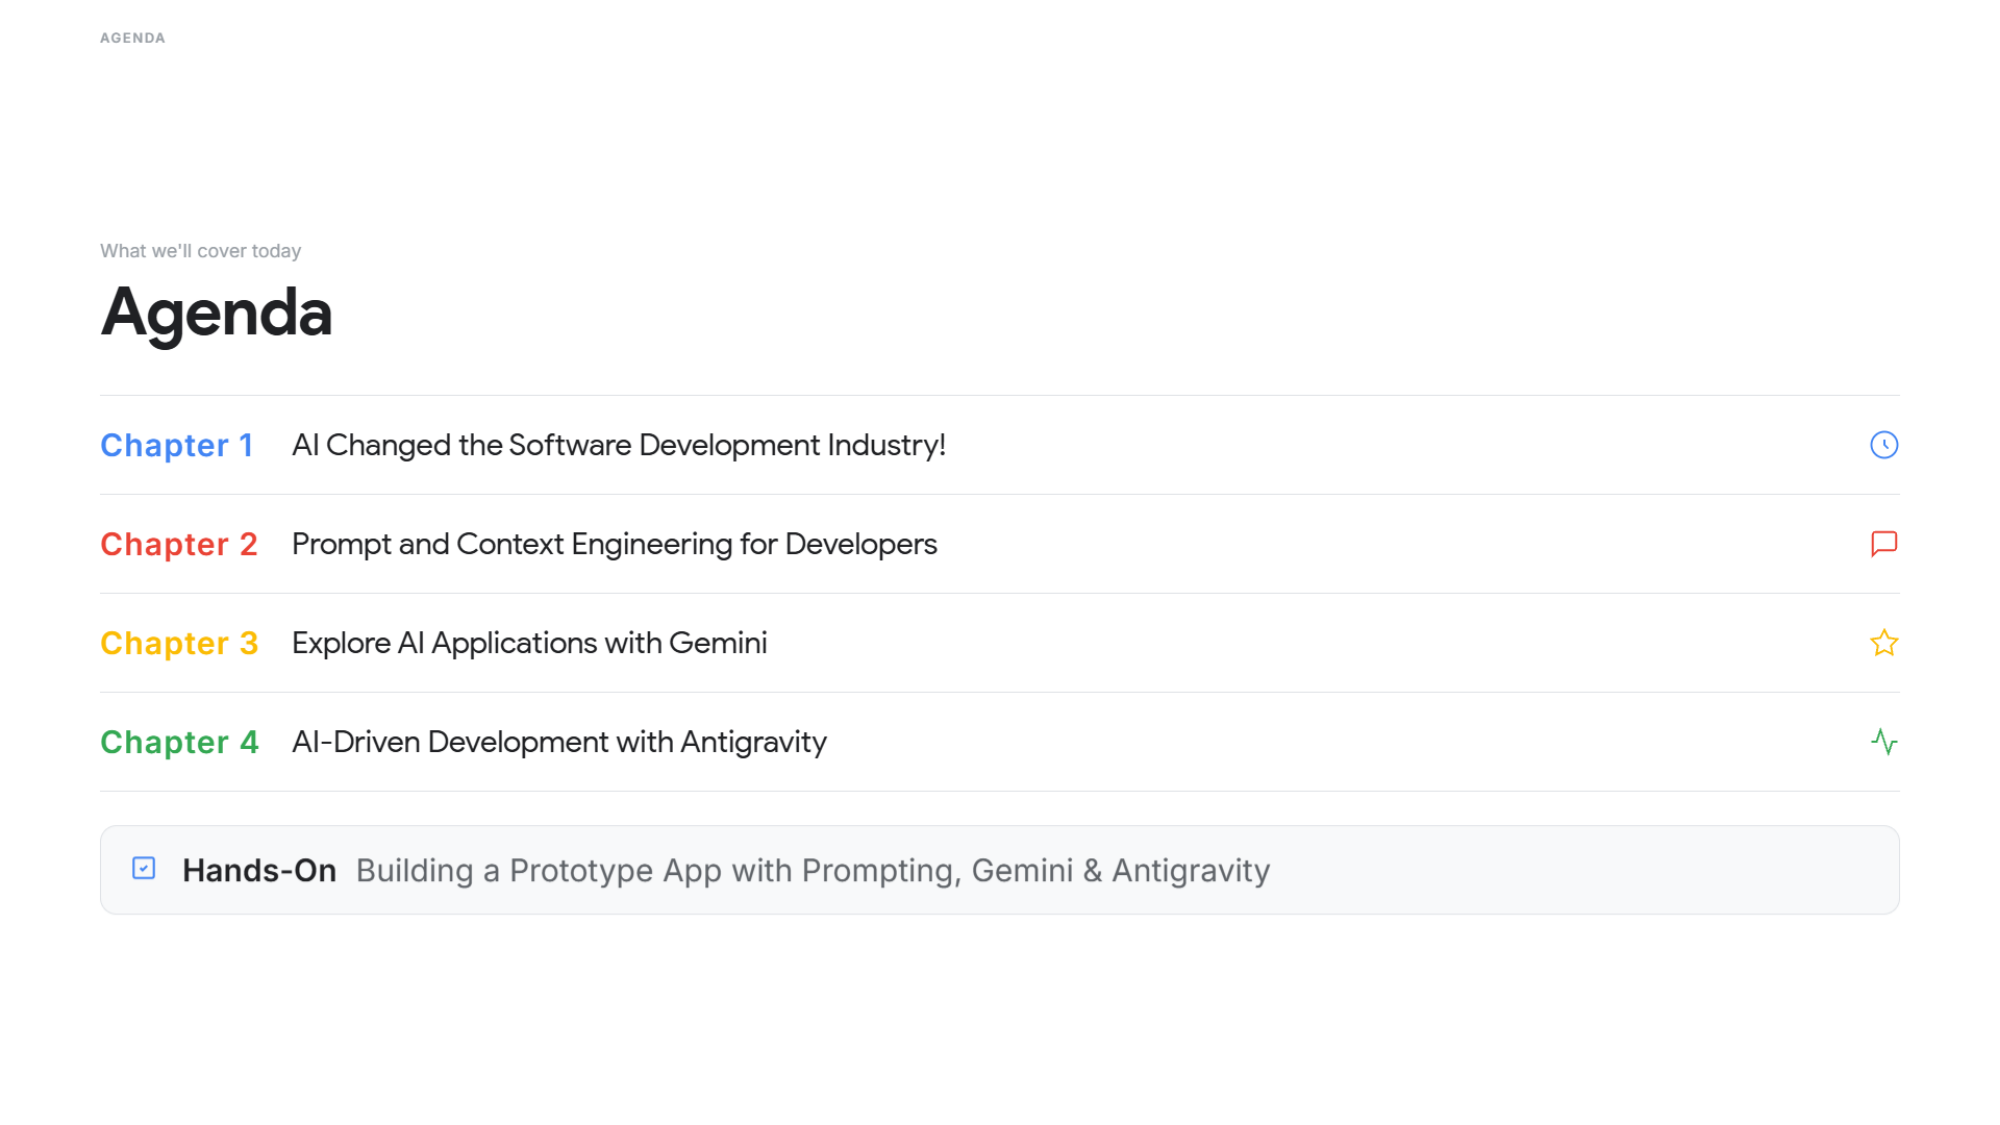 AGENDA
What we'll cover today
Agenda
Chapter 1 AI Changed the Software Development Industry!
Chapter 2 Prompt and Context Engineering for Developers
Chapter 3 Explore AI Applications with Gemini
Chapter 4 AI-Driven Development with Antigravity
Hands-On Building a Prototype App with Prompting, Gemini & Antigravity